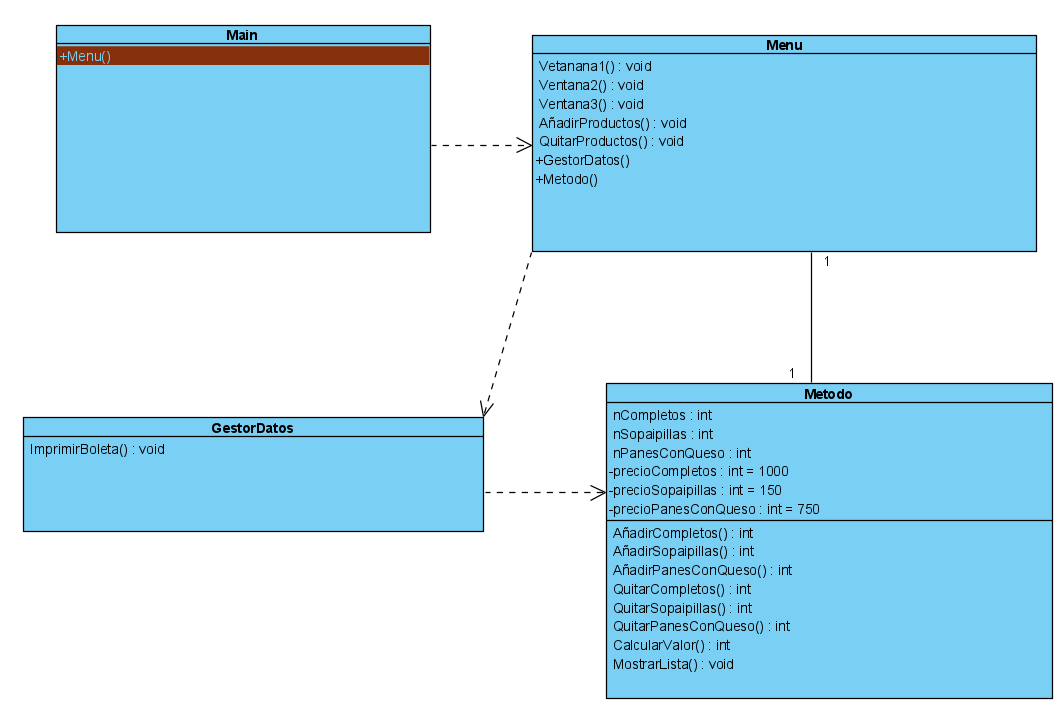 Main
+Menu()
Menu
Vetanana1() : void
Ventana2() : void
Ventana3() : void
AñadirProductos() : void
QuitarProductos() : void
+GestorDatos()
+Metodo()
1
1
Metodo
nCompletos : int
nSopaipillas : int
nPanesConQueso : int
-precioCompletos : int = 1000
-precioSopaipillas : int = 150
-precioPanesConQueso : int = 750
AñadirCompletos() : int
AñadirSopaipillas() : int
AñadirPanesConQueso() : int
QuitarCompletos() : int
QuitarSopaipillas() : int
QuitarPanesConQueso() : int
CalcularValor() : int
MostrarLista() : void
GestorDatos
ImprimirBoleta() : void